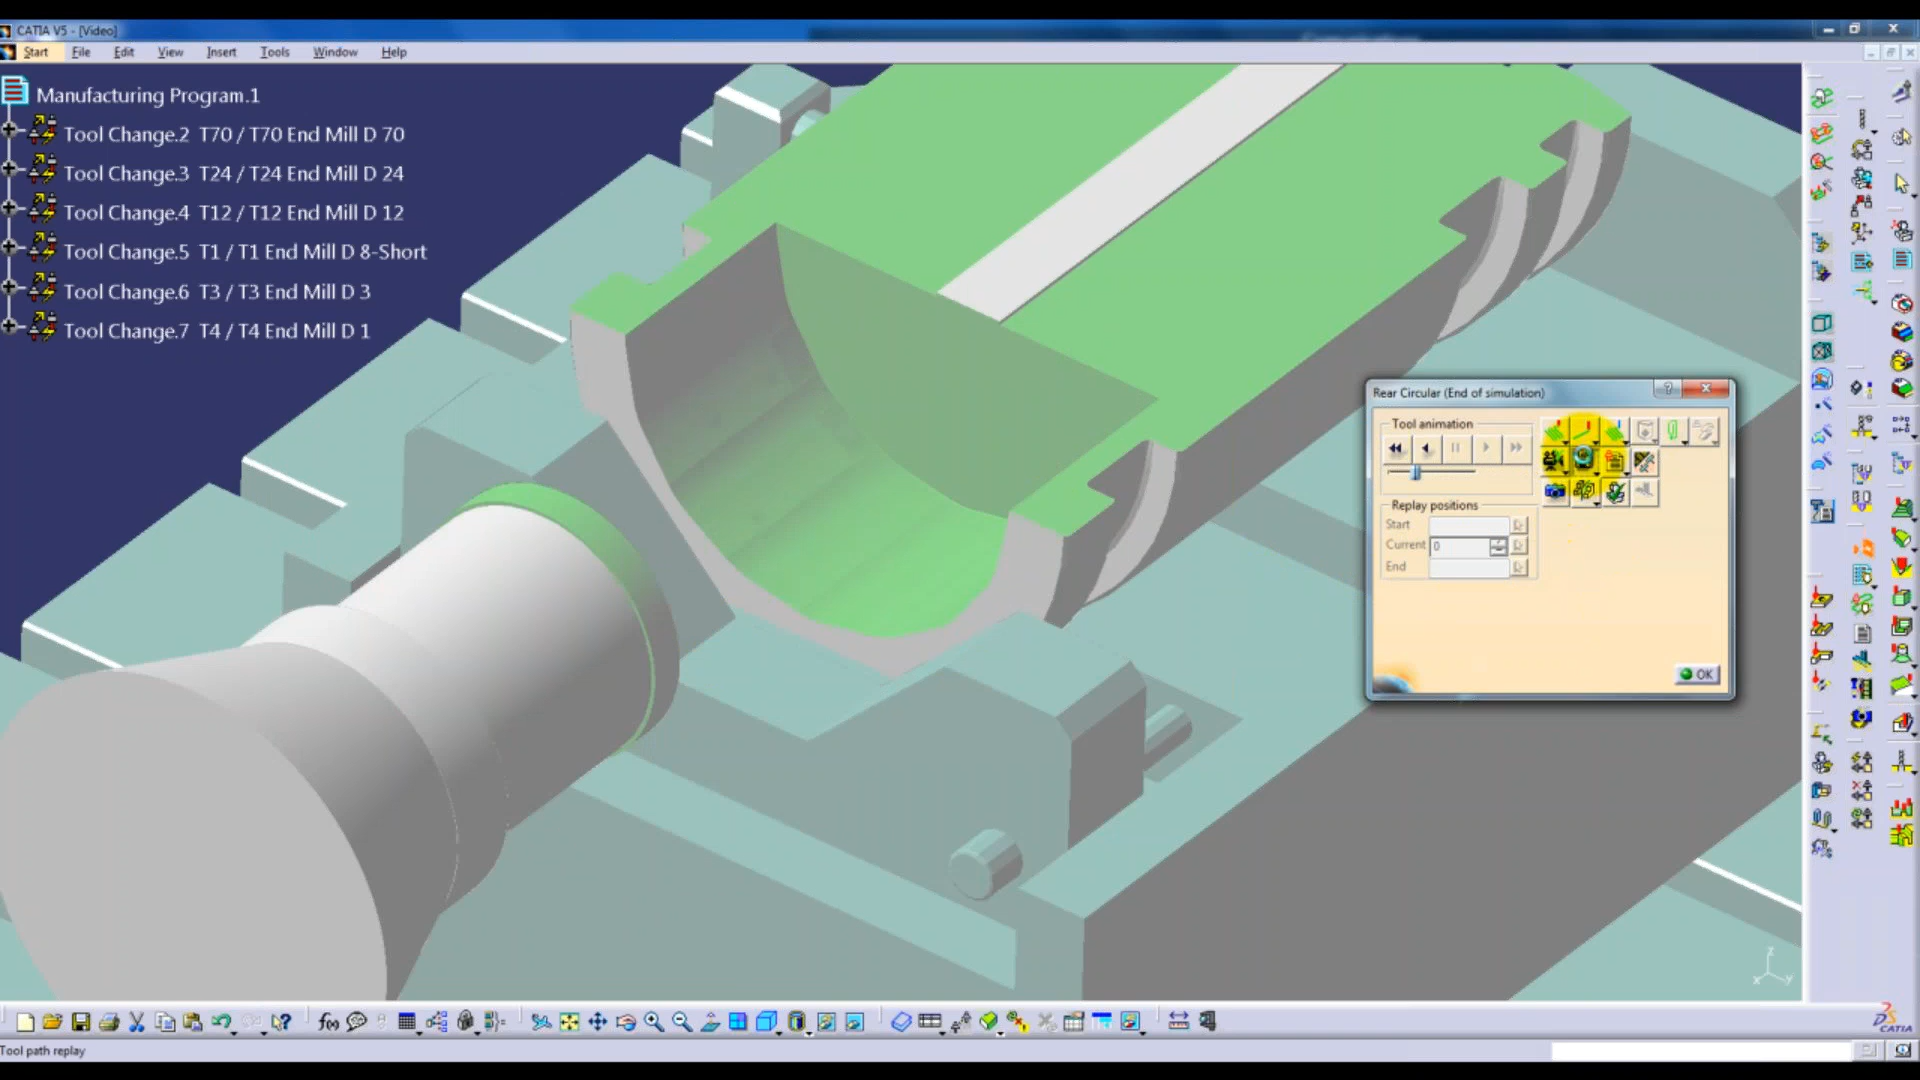 CATIA V5 - [Video]
Start File Edit View Insert Tools Window Help
Manufacturing Program.1
Tool Change.2 T70 / T70 End Mill D 70
Tool Change.3 T24 / T24 End Mill D 24
Tool Change.4 T12 / T12 End Mill D 12
Tool Change.5 T1 / T1 End Mill D 8-Short
Tool Change.6 T3 / T3 End Mill D 3
Tool Change.7 T4 / T4 End Mill D 1
Rear Circular (End of simulation)
Tool animation
Replay positions
Start
Current 0
End
OK
z
x y
f(x)
DS
CATIA
Tool path replay